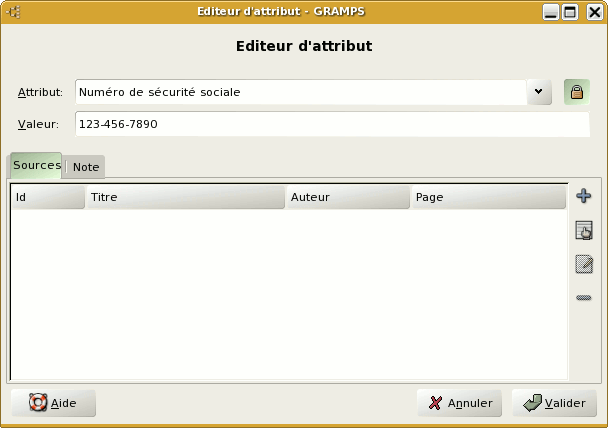 Editeur d'attribut - GRAMPS
Editeur d'attribut
Attribut: Numéro de sécurité sociale
Valeur: 123-456-7890
Sources Note
Id Titre Auteur Page
Aide Annuler Valider